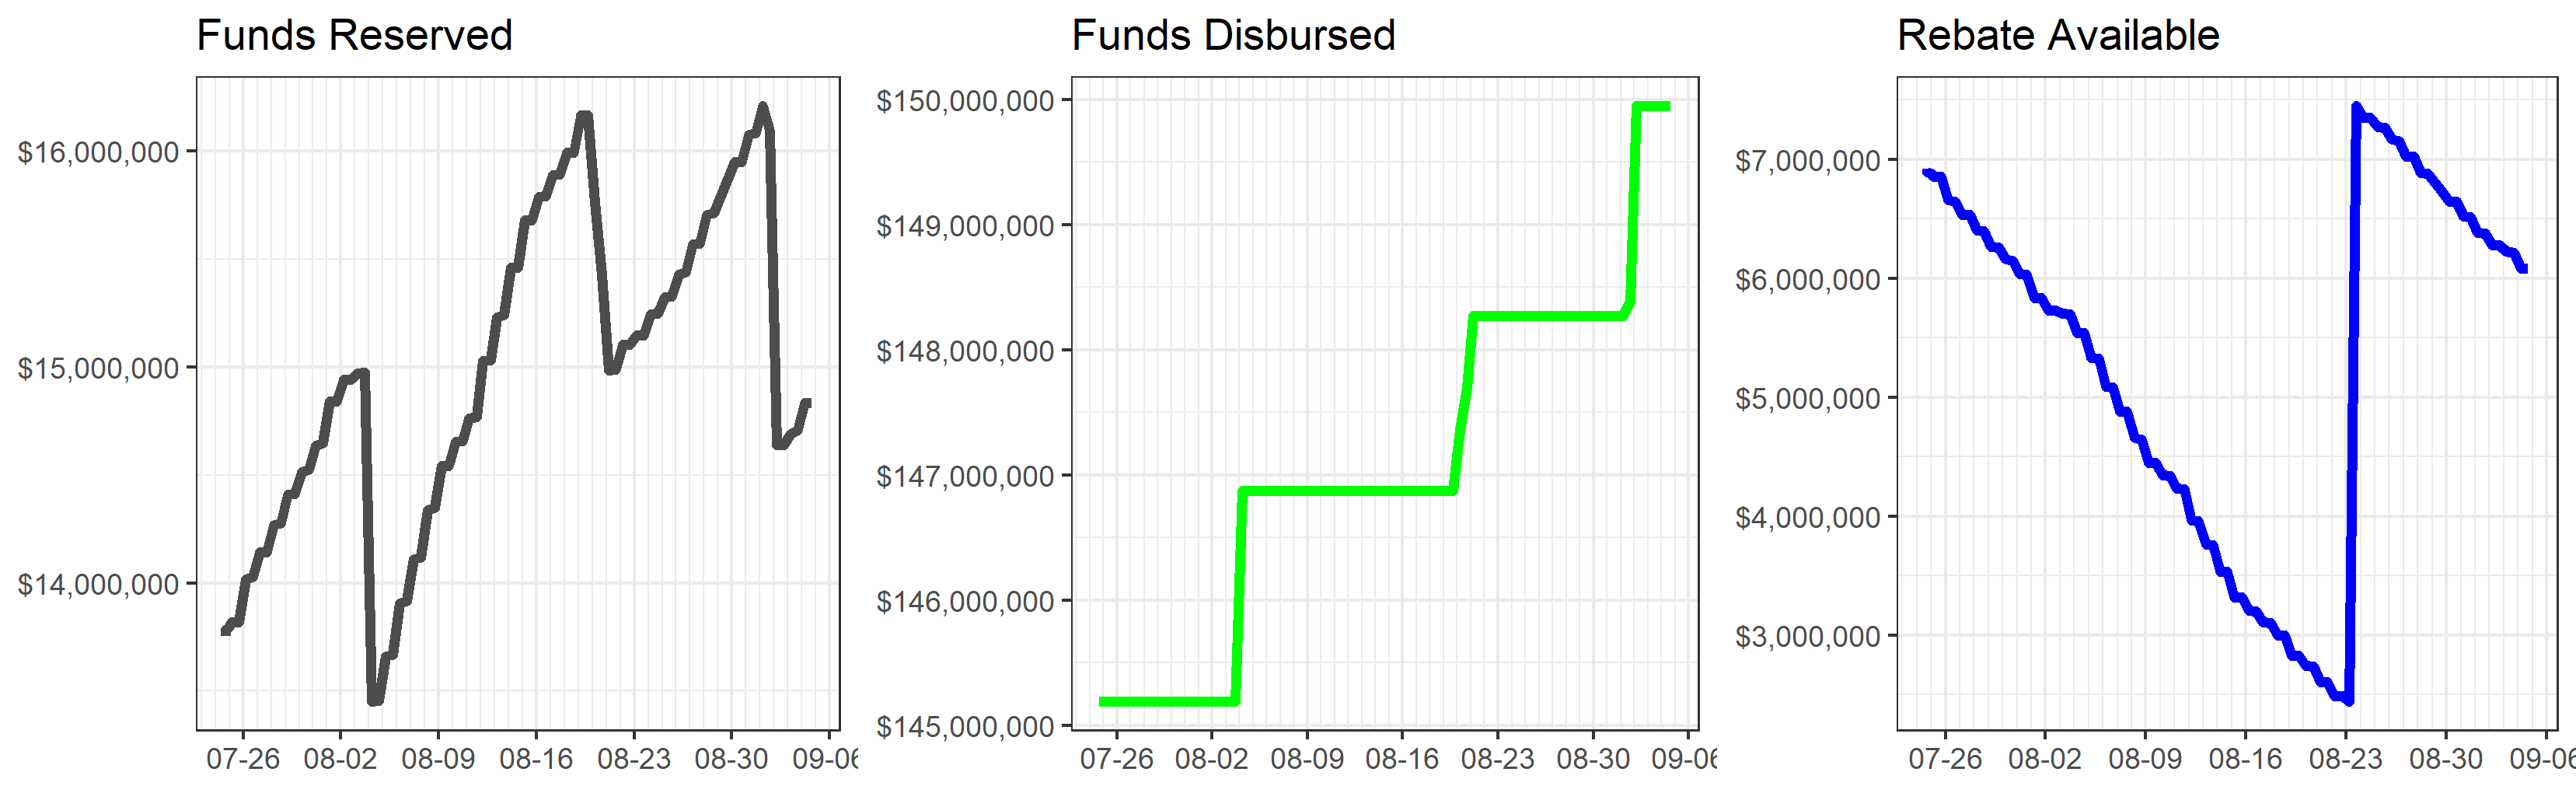 Funds Reserved
$16,000,000
$15,000,000
$14,000,000
07-26 08-02 08-09 08-16 08-23 08-30 09-06
Funds Disbursed
$150,000,000
$149,000,000
$148,000,000
$147,000,000
$146,000,000
$145,000,000
07-26 08-02 08-09 08-16 08-23 08-30 09-06
Rebate Available
$7,000,000
$6,000,000
$5,000,000
$4,000,000
$3,000,000
07-26 08-02 08-09 08-16 08-23 08-30 09-06